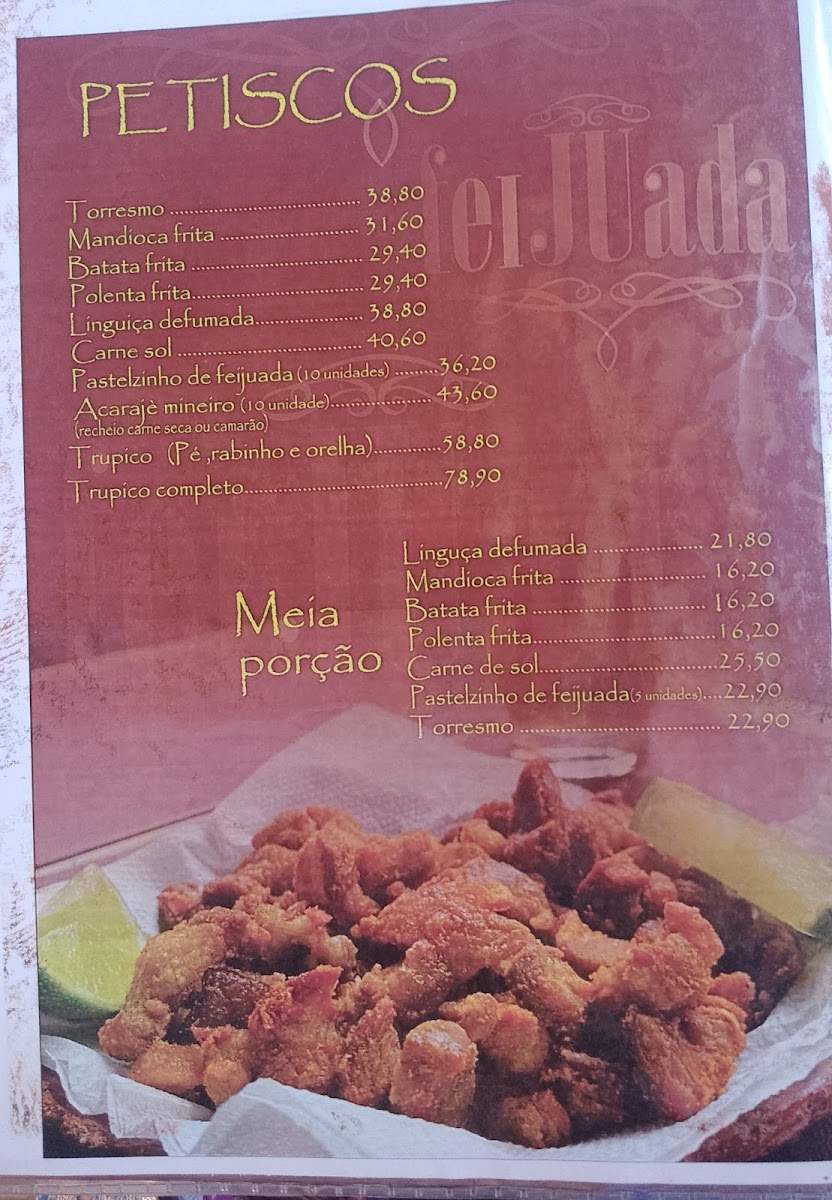 PETISCOS
feIJUada
Torresmo .................................... 38,80
Mandioca frita .......................... 31,60
Batata frita ................................ 29,40
Polenta frita................................ 29,40
Linguiça defumada.................... 38,80
Carne sol ................................... 40,60
Pastelzinho de feijuada (10 unidades) ........36,20
Acarajè mineiro (10 unidade)................... 43,60
(recheio carne seca ou camarão)
Trupico (Pé ,rabinho e orelha).............58,80
Trupico completo.....................................78,90
Meia
porção
Linguça defumada .................... 21,80
Mandioca frita ........................... 16,20
Batata frita ................................ 16,20
Polenta frita..................................16,20
Carne de sol.................................25,50
Pastelzinho de feijuada(5 unidades)....22,90
Torresmo ..................................... 22,90